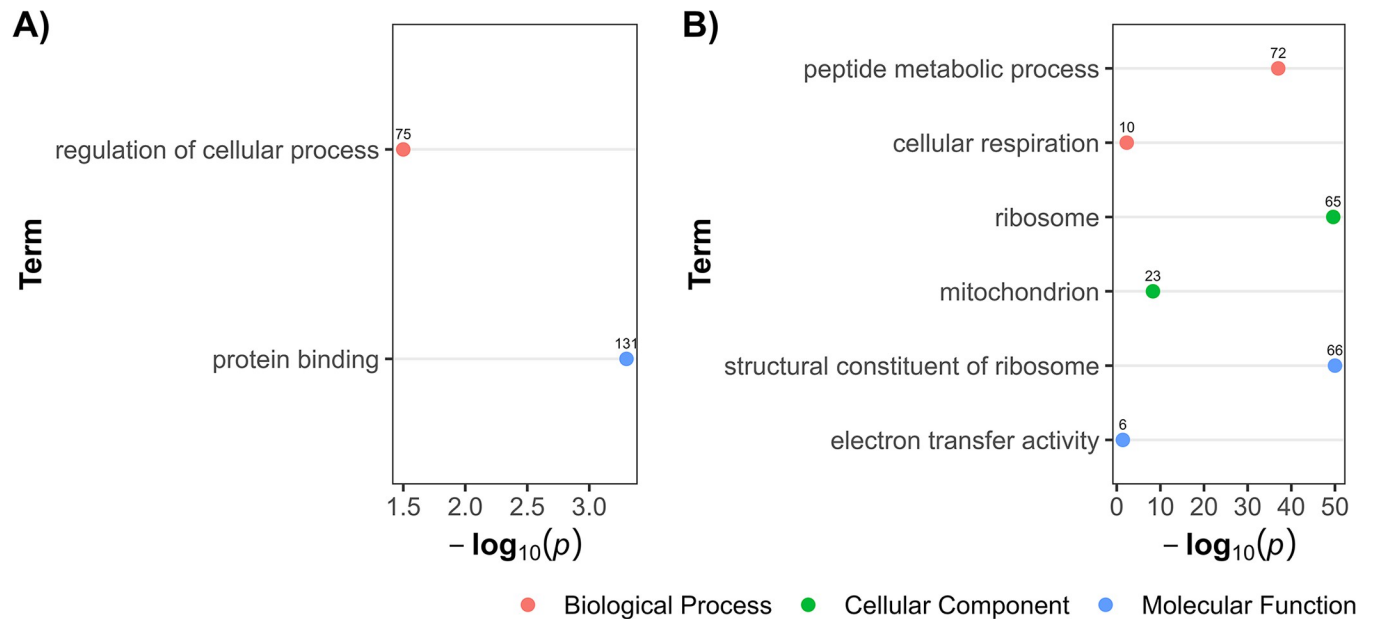 A)
Term
75
regulation of cellular process
131
protein binding
1.5 2.0 2.5 3.0
− log10(p)
B)
Term
72
peptide metabolic process
10
cellular respiration
65
ribosome
23
mitochondrion
66
structural constituent of ribosome
6
electron transfer activity
0 10 20 30 40 50
− log10(p)
Biological Process Cellular Component Molecular Function